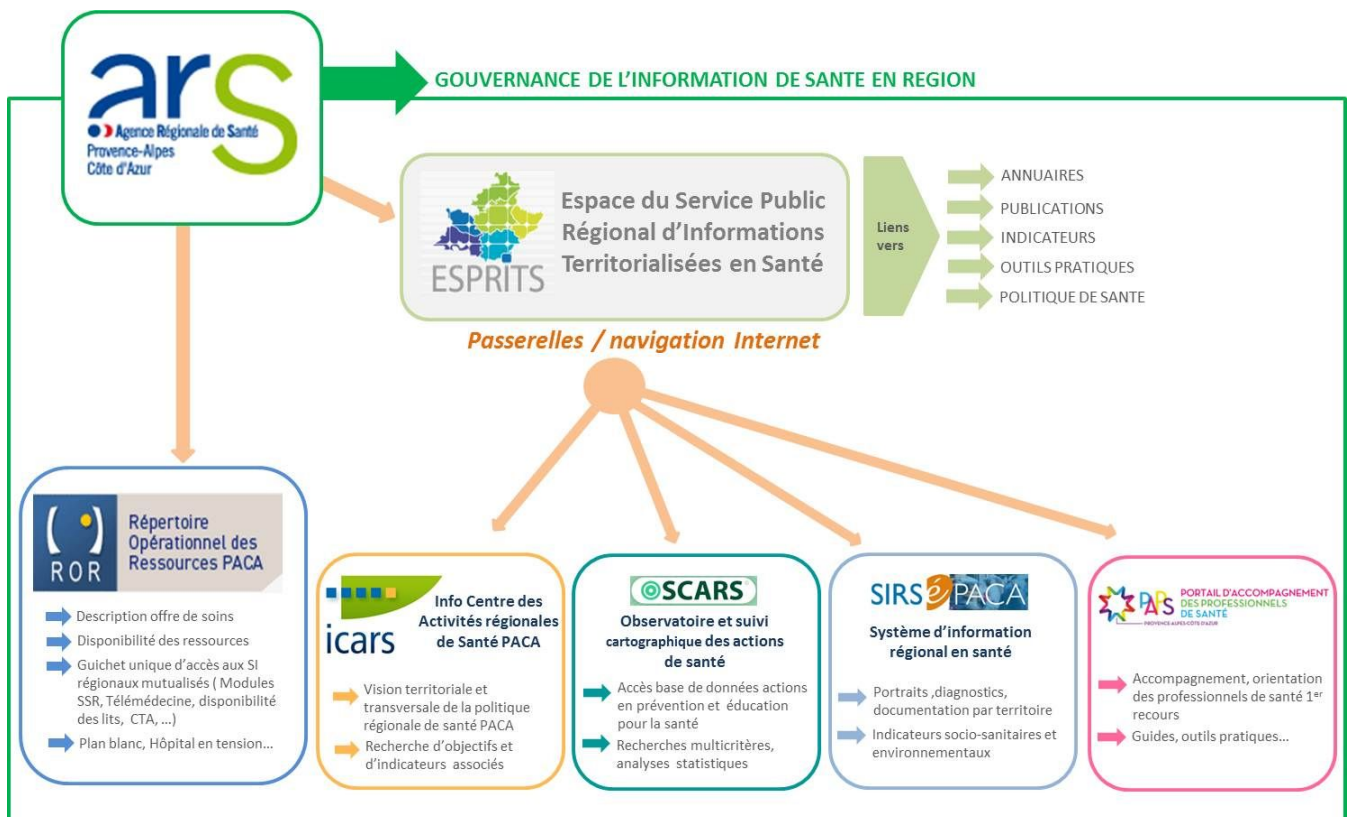 ars
Agence Régionale de Santé
Provence-Alpes
Côte d'Azur
GOUVERNANCE DE L'INFORMATION DE SANTE EN REGION
ESPRITS
Espace du Service Public
Régional d'Informations
Territorialisées en Santé
Liens
vers
ANNUAIRES
PUBLICATIONS
INDICATEURS
OUTILS PRATIQUES
POLITIQUE DE SANTE
Passerelles / navigation Internet
ROR
Répertoire
Opérationnel des
Ressources PACA
Description offre de soins
Disponibilité des ressources
Guichet unique d'accès aux SI
régionaux mutualisés ( Modules
SSR, Télémédecine, disponibilité
des lits, CTA, ...)
Plan blanc, Hôpital en tension...
icars
Info Centre des
Activités régionales
de Santé PACA
Vision territoriale et
transversale de la politique
régionale de santé PACA
Recherche d'objectifs et
d'indicateurs associés
OSCARS
Observatoire et suivi
cartographique des actions
de santé
Accès base de données actions
en prévention et éducation
pour la santé
Recherches multicritères,
analyses statistiques
SIRSéPACA
Système d'information
régional en santé
Portraits ,diagnostics,
documentation par territoire
Indicateurs socio-sanitaires et
environnementaux
PAPS
PORTAIL D'ACCOMPAGNEMENT
DES PROFESSIONNELS
DE SANTÉ
PROVENCE-ALPES-CÔTE D'AZUR
Accompagnement, orientation
des professionnels de santé 1er
recours
Guides, outils pratiques...